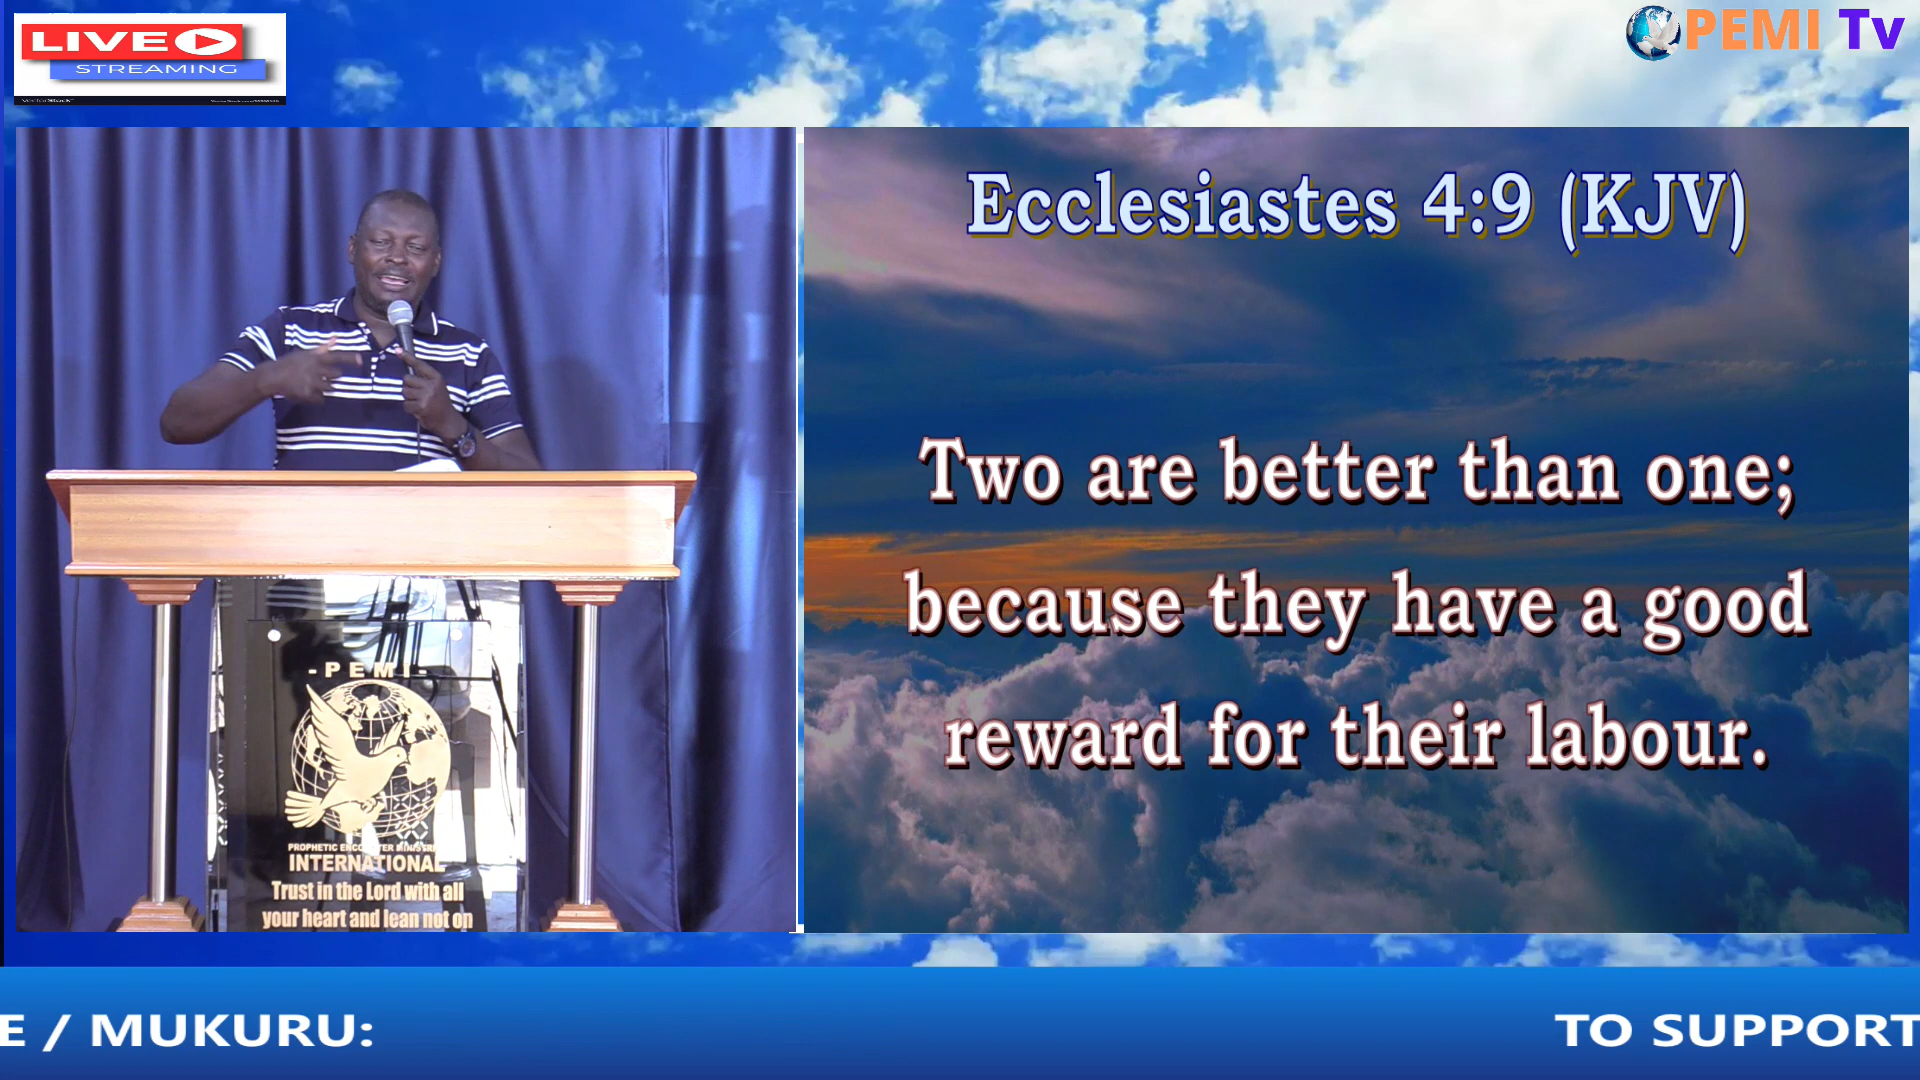 LIVE
STREAMING
VectorStock
PEMI Tv
Ecclesiastes 4:9 (KJV)
Two are better than one;
because they have a good
reward for their labour.
-PEMI-
INTERNATIONAL
Trust in the Lord with all
your heart and lean not on
E / MUKURU:
TO SUPPORT